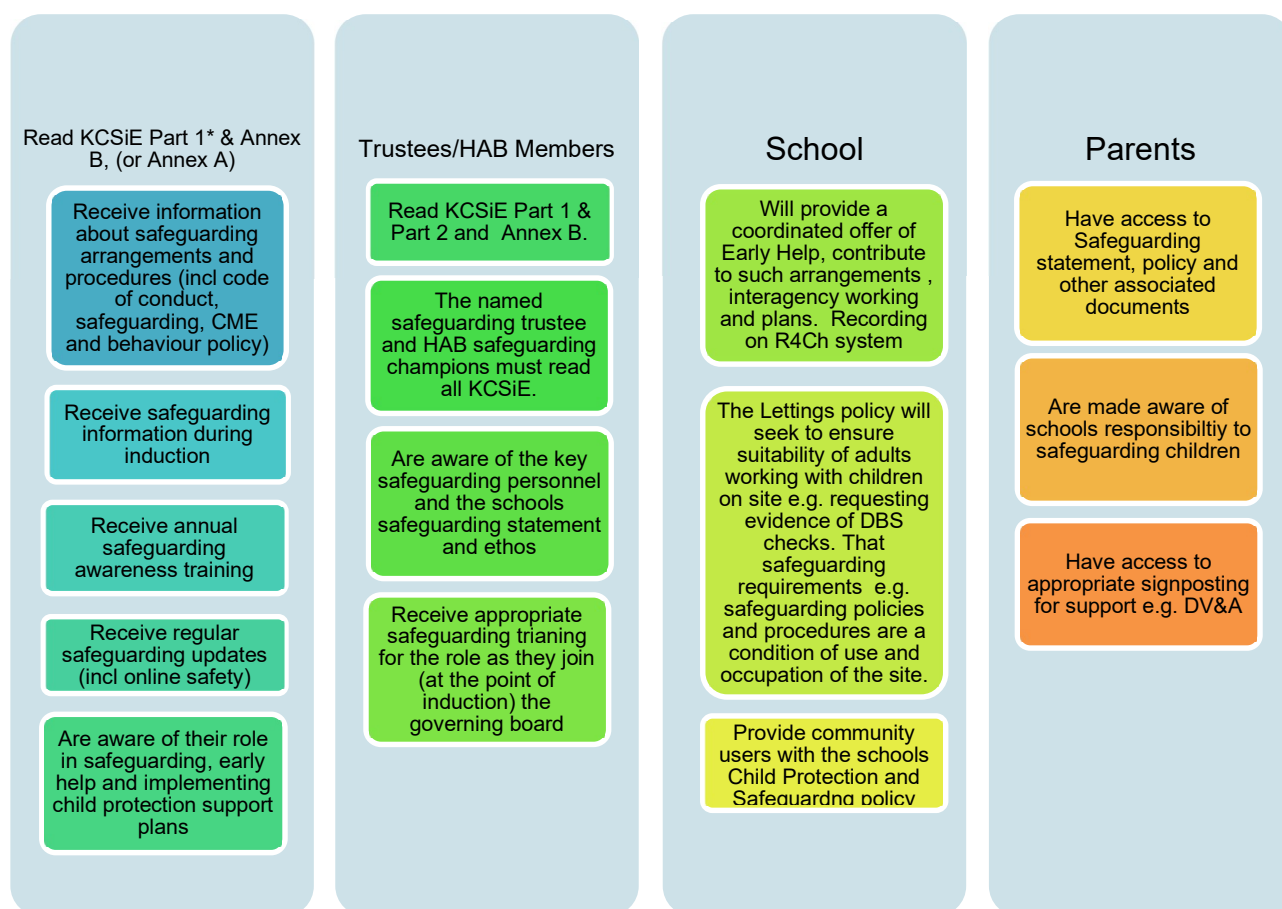 Read KCSiE Part 1* & Annex
B, (or Annex A)
Receive information
about safeguarding
arrangements and
procedures (incl code
of conduct,
safeguarding, CME
and behaviour policy)
Receive safeguarding
information during
induction
Receive annual
safeguarding
awareness training
Receive regular
safeguarding updates
(incl online safety)
Are aware of their role
in safeguarding, early
help and implementing
child protection support
plans
Trustees/HAB Members
Read KCSiE Part 1 &
Part 2 and Annex B.
The named
safeguarding trustee
and HAB safeguarding
champions must read
all KCSiE.
Are aware of the key
safeguarding personnel
and the schools
safeguarding statement
and ethos
Receive appropriate
safeguarding trianing
for the role as they join
(at the point of
induction) the
governing board
School
Will provide a
coordinated offer of
Early Help, contribute
to such arrangements ,
interagency working
and plans. Recording
on R4Ch system
The Lettings policy will
seek to ensure
suitability of adults
working with children
on site e.g. requesting
evidence of DBS
checks. That
safeguarding
requirements e.g.
safeguarding policies
and procedures are a
condition of use and
occupation of the site.
Provide community
users with the schools
Child Protection and
Safeguardng policy
Parents
Have access to
Safeguarding
statement, policy and
other associated
documents
Are made aware of
schools responsibiltiy to
safeguarding children
Have access to
appropriate signposting
for support e.g. DV&A